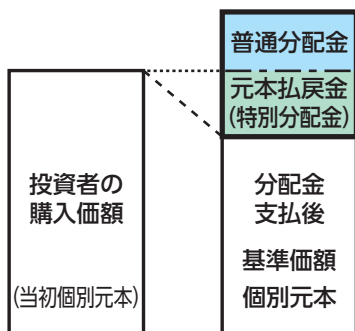 普通分配金
元本払戻金
(特別分配金)
投資者の
購入価額
(当初個別元本)
分配金
支払後
基準価額
個別元本